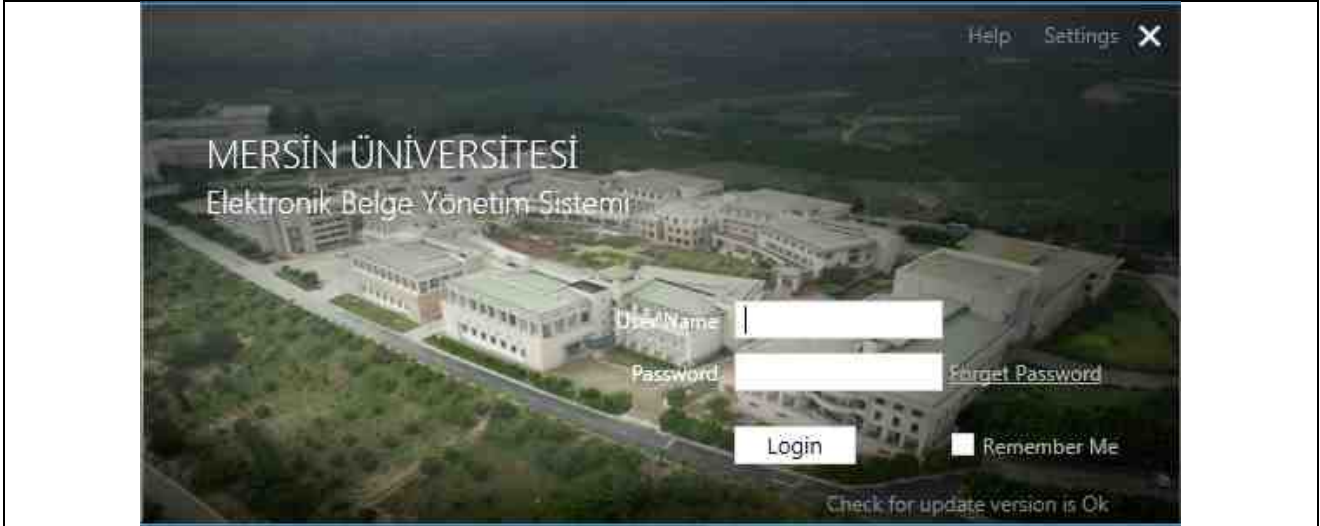 Help Settings
MERSİN ÜNİVERSİTESİ
Elektronik Belge Yönetim Sistemi
User Name
Password Forget Password
Login Remember Me
Check for update version is Ok